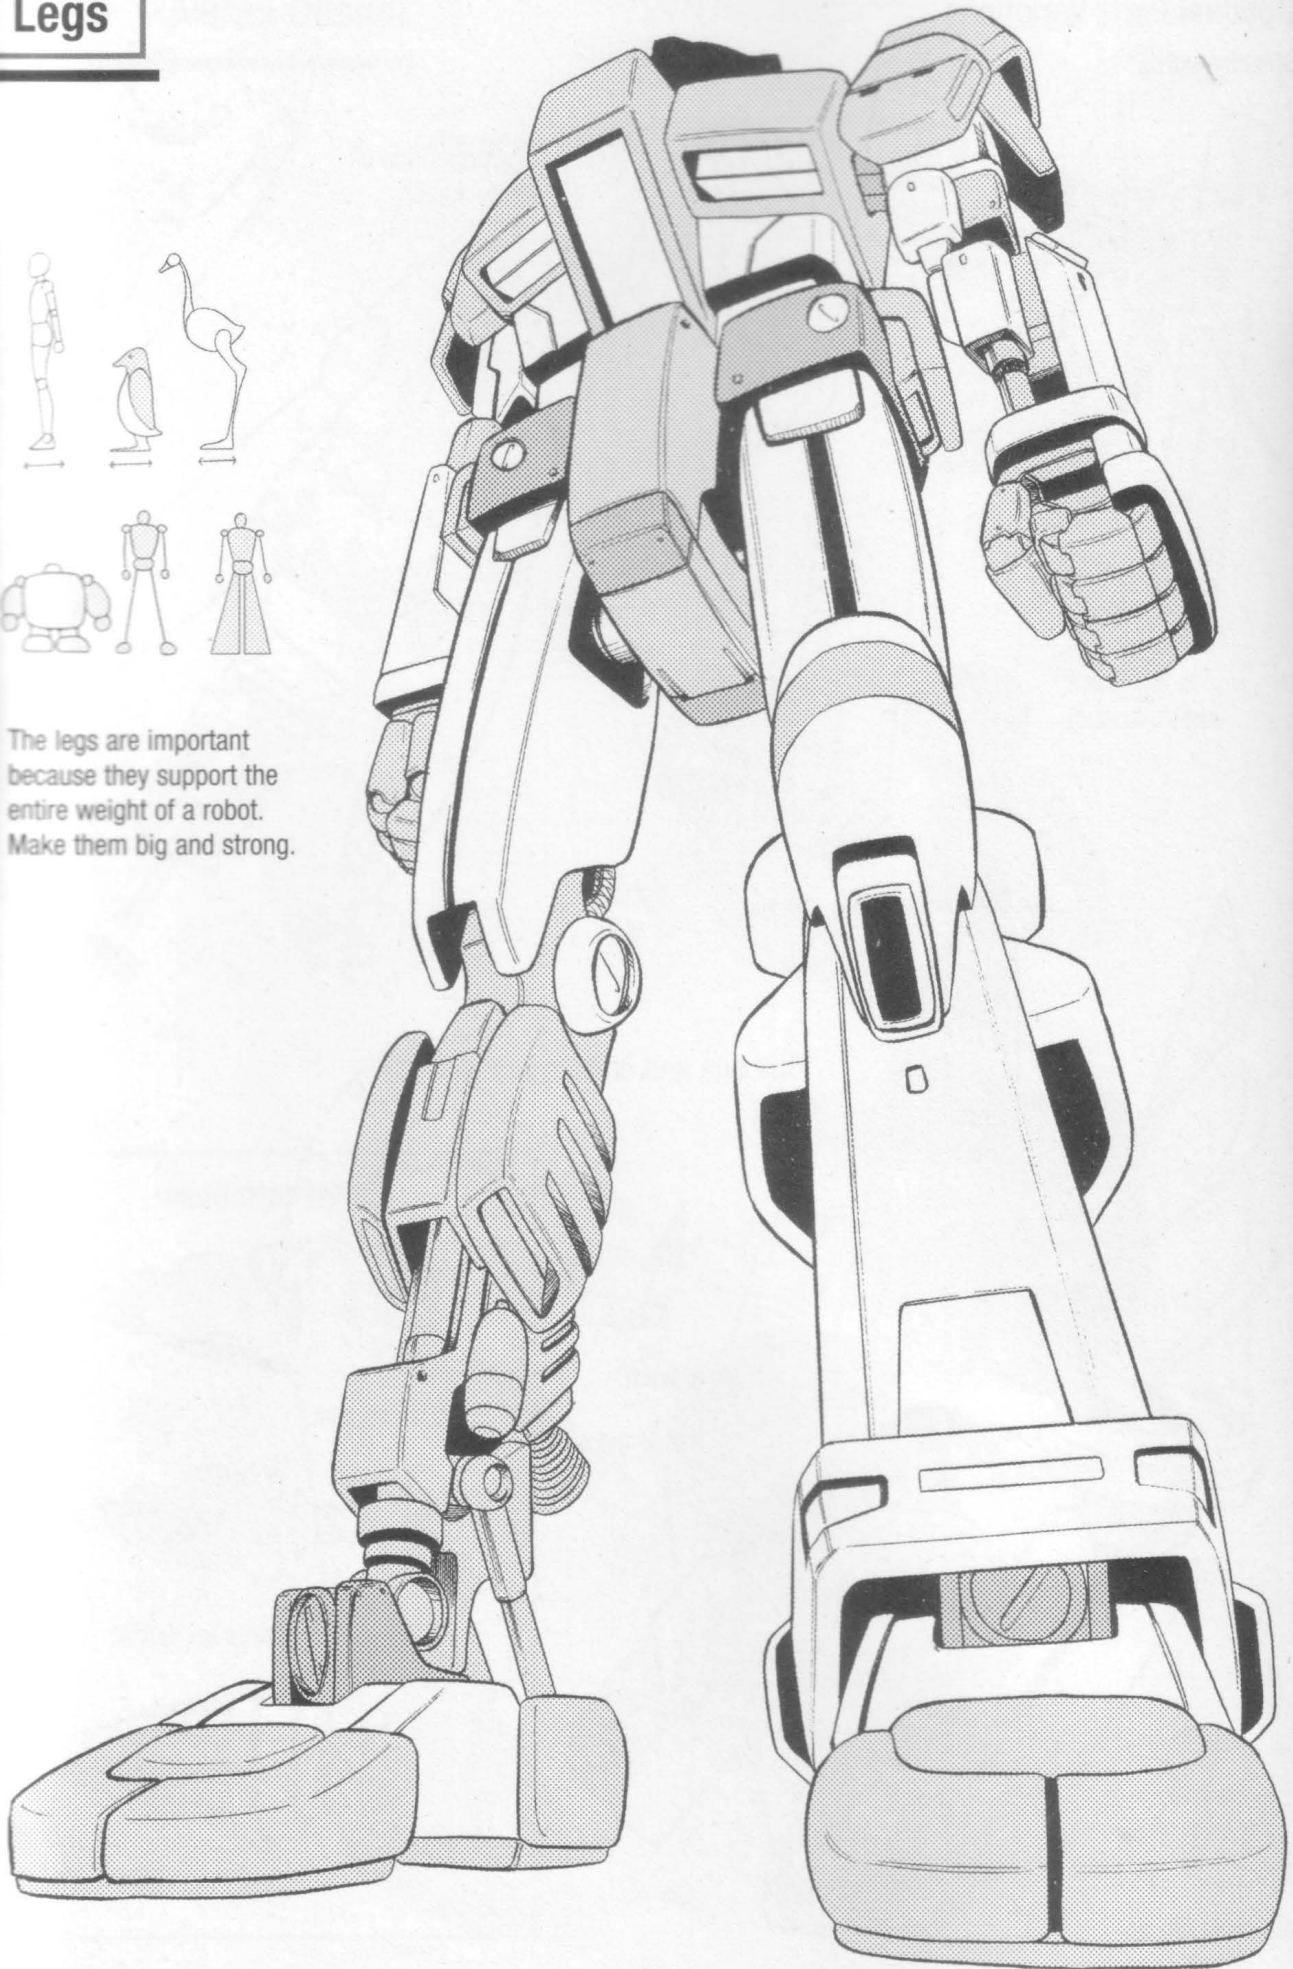 Legs
The legs are important
because they support the
entire weight of a robot.
Make them big and strong.